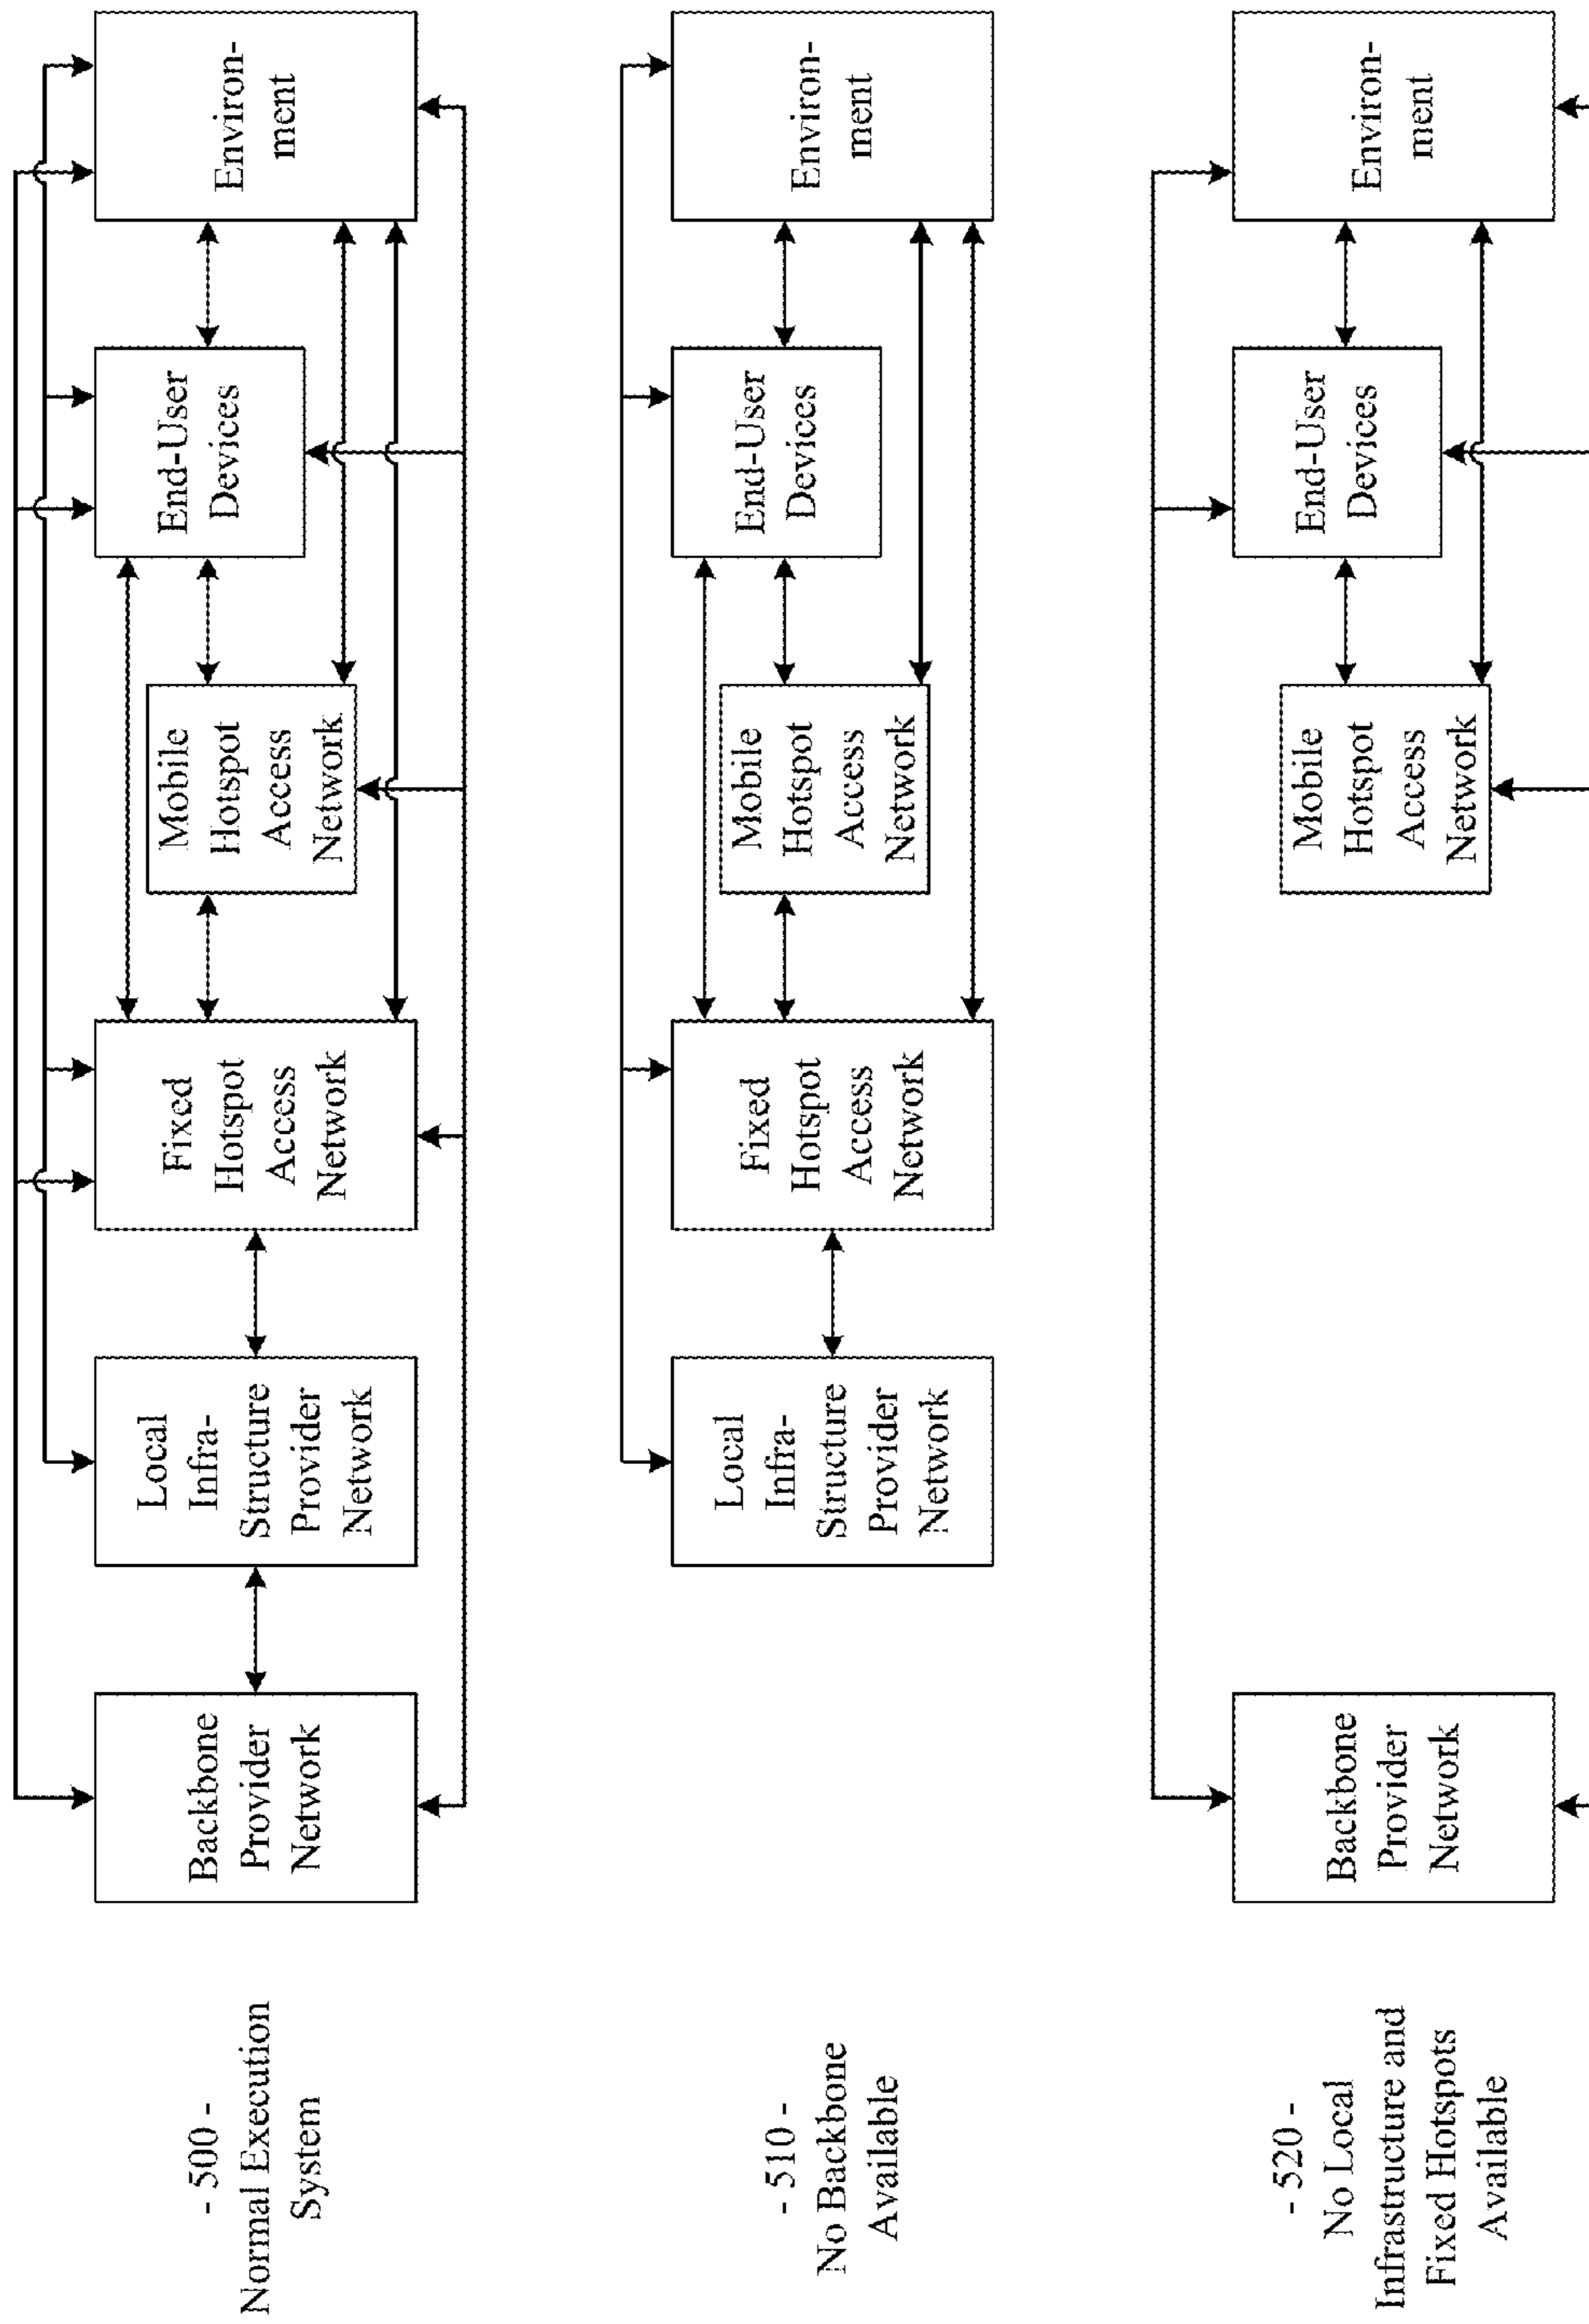 - 500 -
Normal Execution
System
Backbone
Provider
Network
Local
Infra-
Structure
Provider
Network
Fixed
Hotspot
Access
Network
Mobile
Hotspot
Access
Network
End-User
Devices
Environ-
ment
- 510 -
No Backbone
Available
Local
Infra-
Structure
Provider
Network
Fixed
Hotspot
Access
Network
Mobile
Hotspot
Access
Network
End-User
Devices
Environ-
ment
- 520 -
No Local
Infrastructure and
Fixed Hotspots
Available
Backbone
Provider
Network
Mobile
Hotspot
Access
Network
End-User
Devices
Environ-
ment